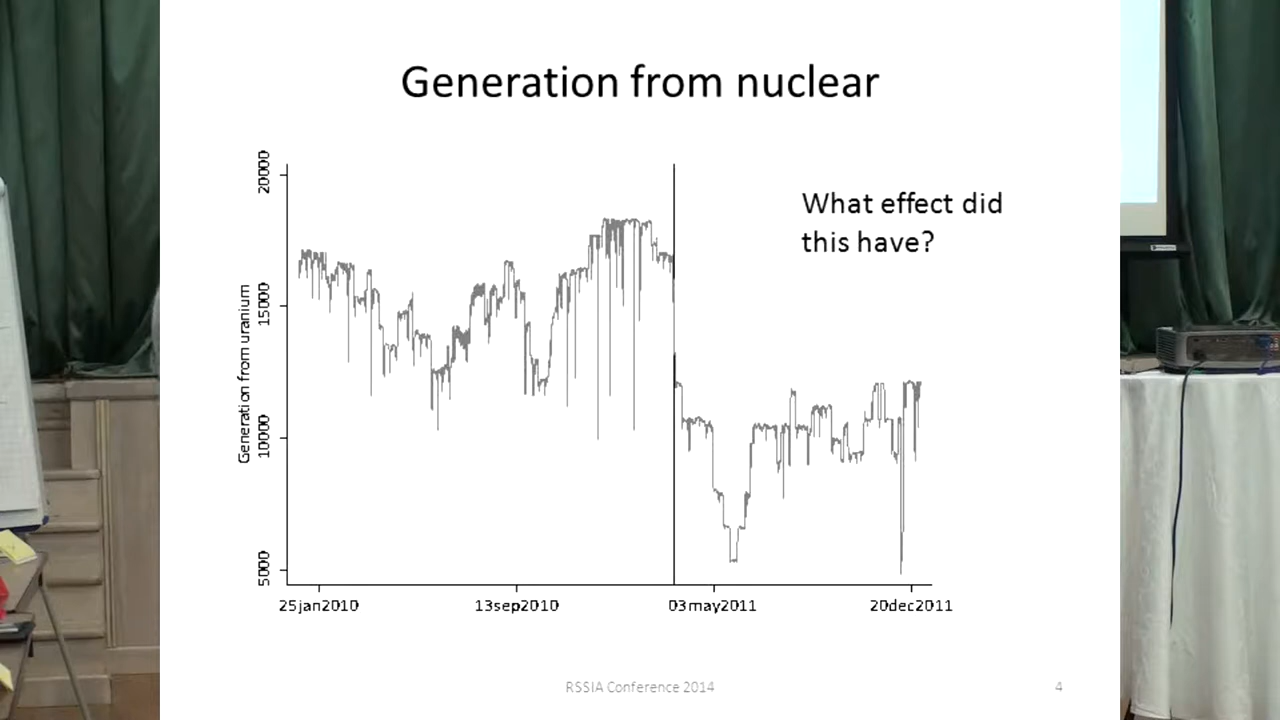 Generation from nuclear
20000
What effect did
this have?
Generation from uranium
15000
10000
5000
25jan2010
13sep2010
03may2011
20dec2011
RSSIA Conference 2014
4